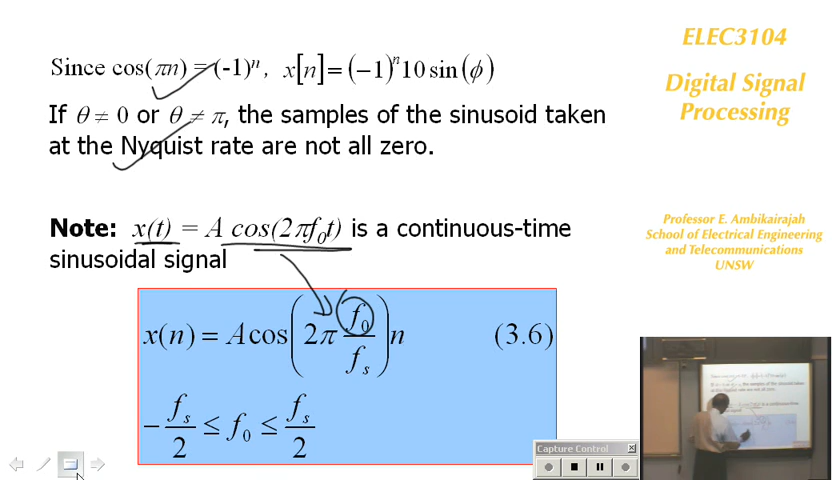 Since cos(πn) = (-1)ⁿ, x[n] = (−1)ⁿ 10 sin(ϕ)
If θ ≠ 0 or θ ≠ π, the samples of the sinusoid taken
at the Nyquist rate are not all zero.
Note: x(t) = A cos(2πf₀t) is a continuous-time
sinusoidal signal
x(n) = A cos(2π f₀/fₛ)n (3.6)
−fₛ/2 ≤ f₀ ≤ fₛ/2
ELEC3104
Digital Signal
Processing
Professor E. Ambikairajah
School of Electrical Engineering
and Telecommunications
UNSW
Capture Control